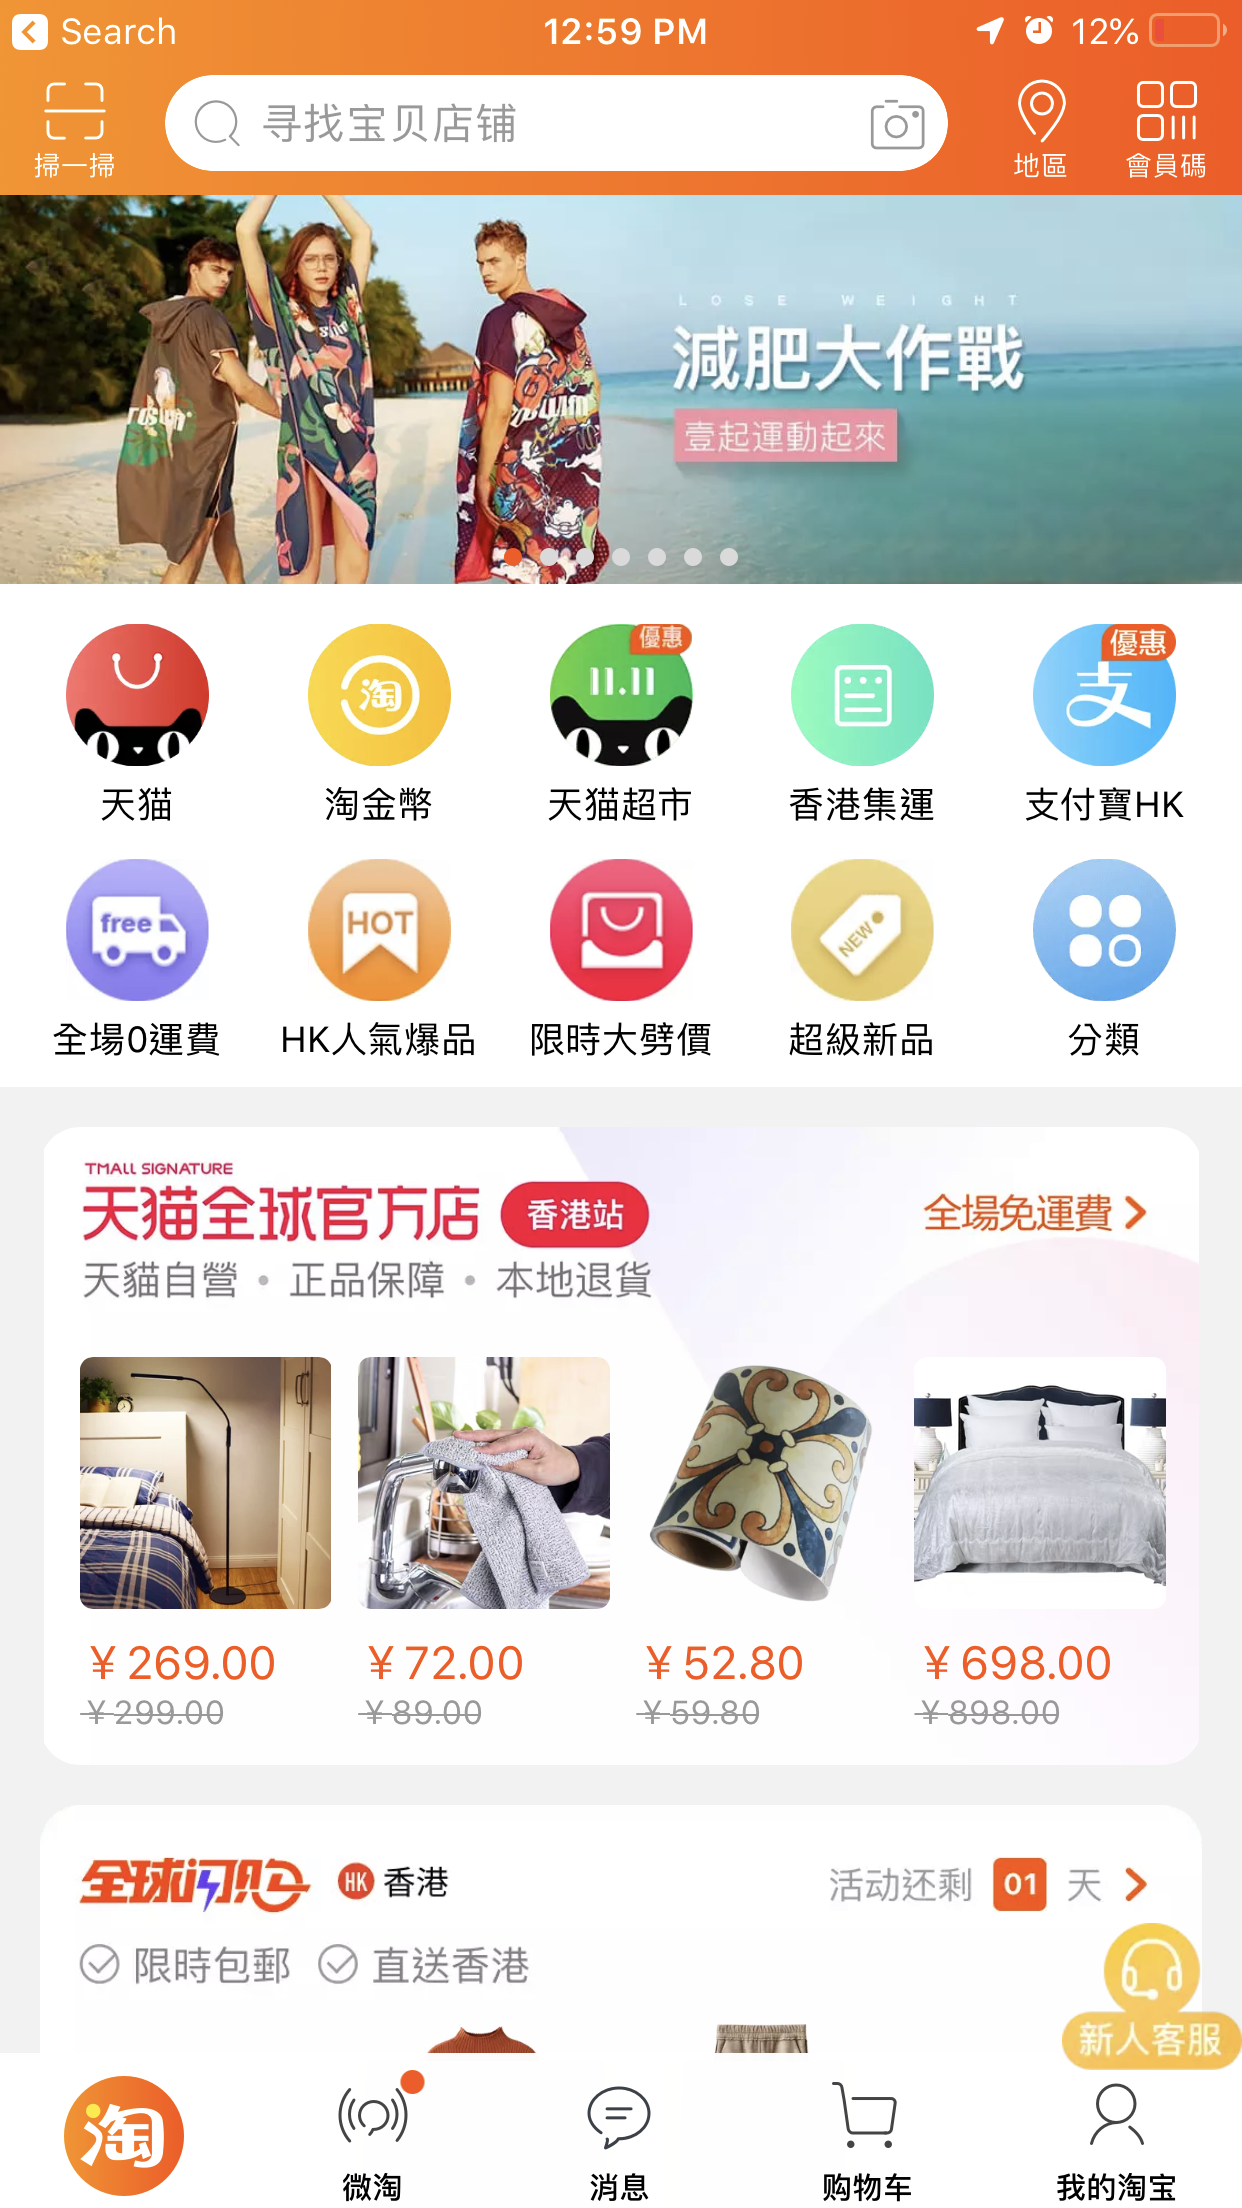 Search
12:59 PM
12%
寻找宝贝店铺
掃一掃
地區
會員碼
LOSE WEIGHT
減肥大作戰
壹起運動起來
淘
11.11
優惠
支
優惠
天猫
淘金幣
天猫超市
香港集運
支付寶HK
free
HOT
NEW
全場0運費
HK人氣爆品
限時大劈價
超級新品
分類
TMALL SIGNATURE
天猫全球官方店
香港站
全場免運費
天貓自營 • 正品保障 • 本地退貨
¥ 269.00
¥ 72.00
¥ 52.80
¥ 698.00
¥ 299.00
¥ 89.00
¥ 59.80
¥ 898.00
全球闪购
HK 香港
活动还剩 01 天
限時包郵
直送香港
新人客服
淘
微淘
消息
购物车
我的淘宝